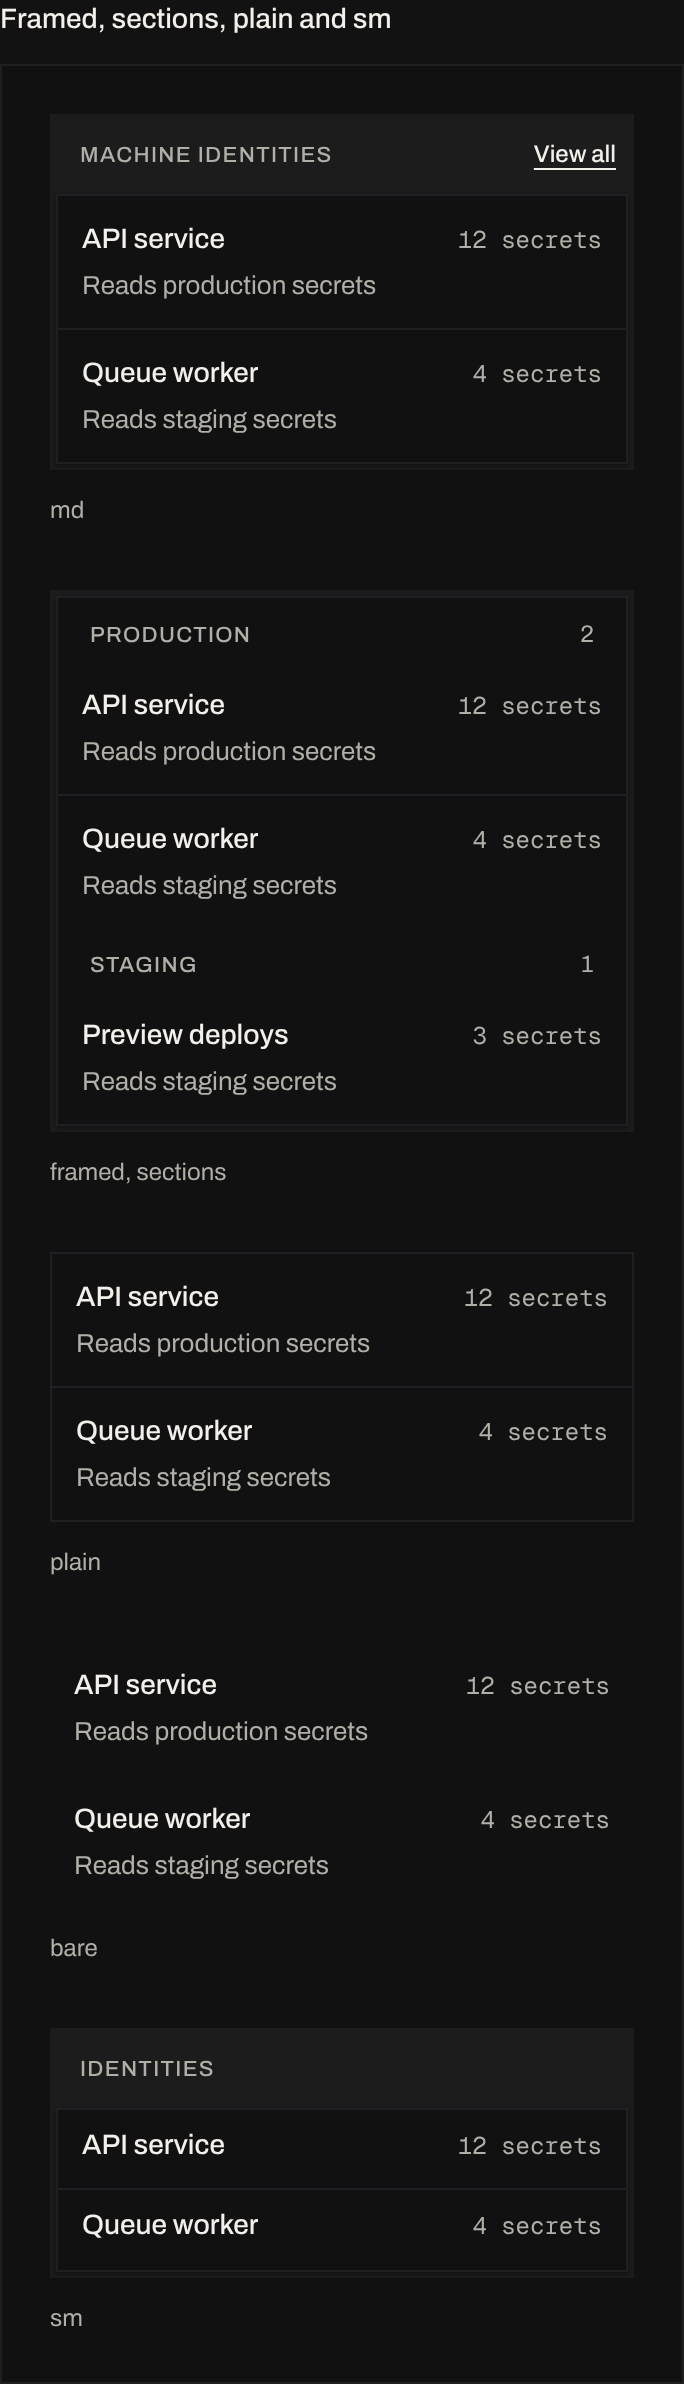 Framed, sections, plain and sm
MACHINE IDENTITIES View all
API service 12 secrets
Reads production secrets
Queue worker 4 secrets
Reads staging secrets
md
PRODUCTION 2
API service 12 secrets
Reads production secrets
Queue worker 4 secrets
Reads staging secrets
STAGING 1
Preview deploys 3 secrets
Reads staging secrets
framed, sections
API service 12 secrets
Reads production secrets
Queue worker 4 secrets
Reads staging secrets
plain
API service 12 secrets
Reads production secrets
Queue worker 4 secrets
Reads staging secrets
bare
IDENTITIES
API service 12 secrets
Queue worker 4 secrets
sm